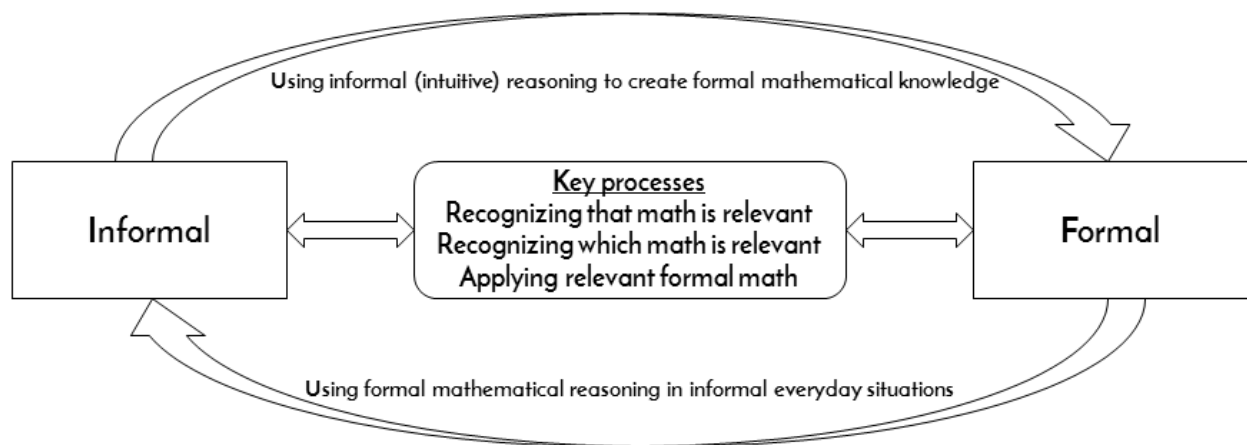 Using informal (intuitive) reasoning to create formal mathematical knowledge
Informal
Key processes
Recognizing that math is relevant
Recognizing which math is relevant
Applying relevant formal math
Formal
Using formal mathematical reasoning in informal everyday situations